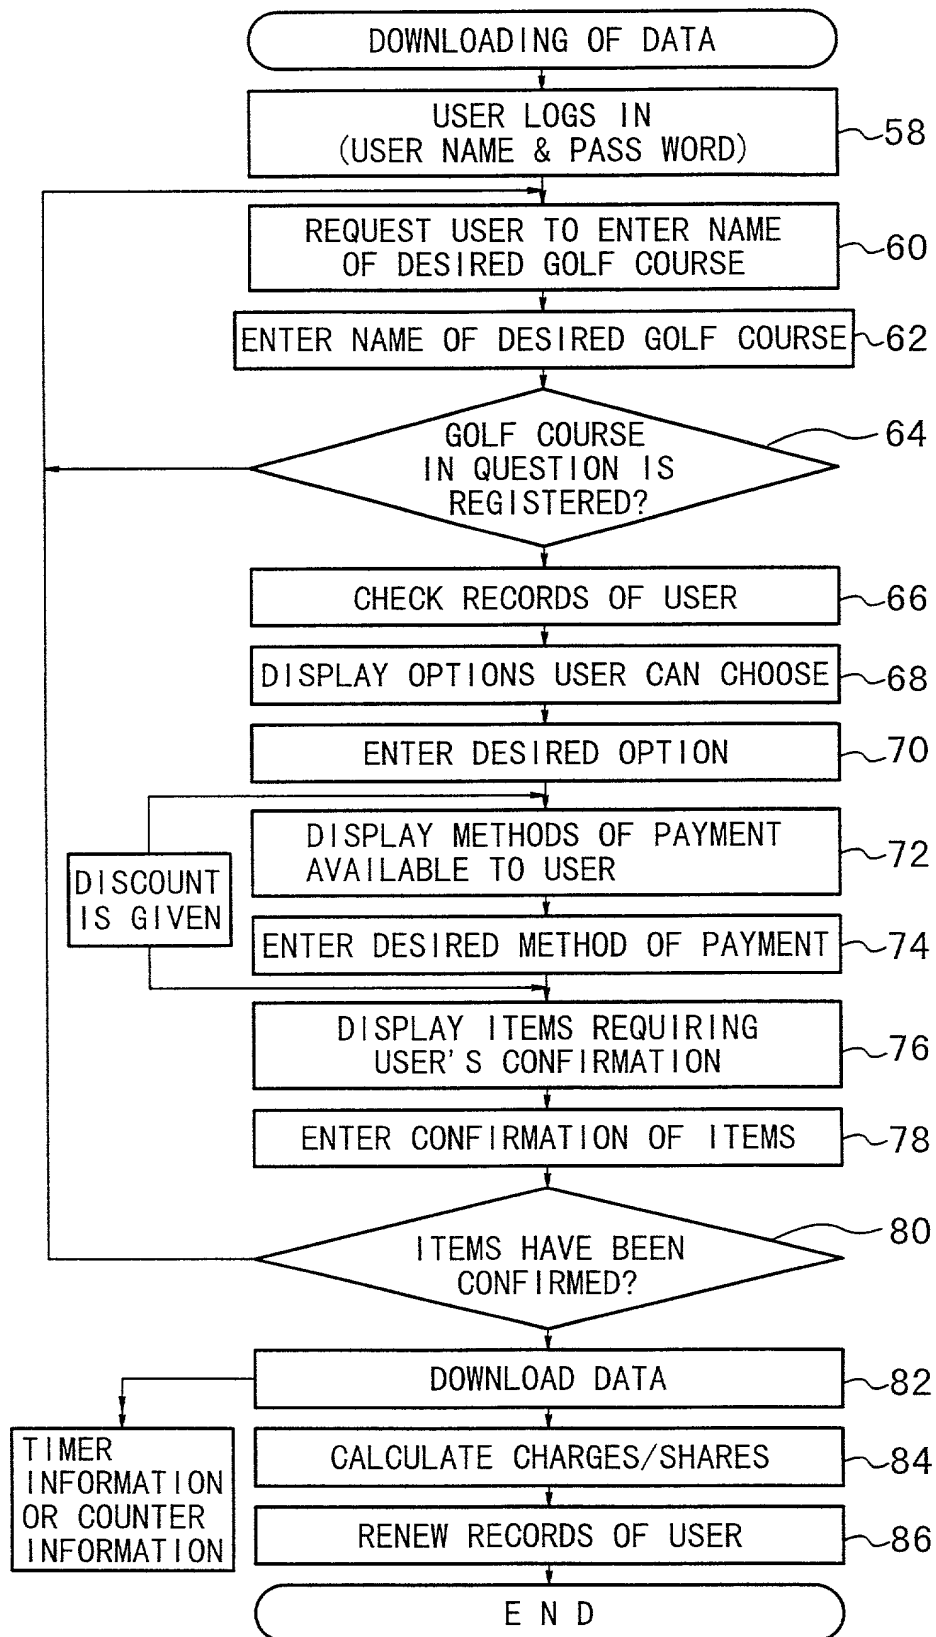 DOWNLOADING OF DATA
USER LOGS IN
(USER NAME & PASS WORD)
58
REQUEST USER TO ENTER NAME
OF DESIRED GOLF COURSE
60
ENTER NAME OF DESIRED GOLF COURSE
62
GOLF COURSE
IN QUESTION IS
REGISTERED?
64
CHECK RECORDS OF USER
66
DISPLAY OPTIONS USER CAN CHOOSE
68
ENTER DESIRED OPTION
70
DISPLAY METHODS OF PAYMENT
AVAILABLE TO USER
72
DISCOUNT
IS GIVEN
ENTER DESIRED METHOD OF PAYMENT
74
DISPLAY ITEMS REQUIRING
USER'S CONFIRMATION
76
ENTER CONFIRMATION OF ITEMS
78
ITEMS HAVE BEEN
CONFIRMED?
80
DOWNLOAD DATA
82
TIMER
INFORMATION
OR COUNTER
INFORMATION
CALCULATE CHARGES/SHARES
84
RENEW RECORDS OF USER
86
END